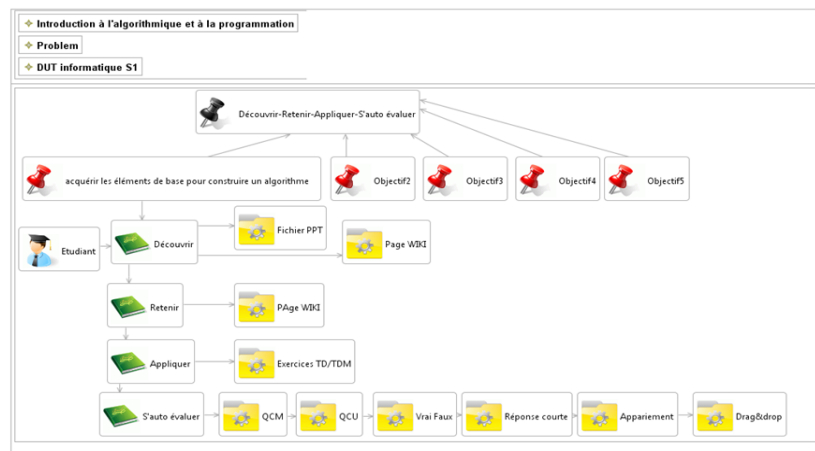 Introduction à l'algorithmique et à la programmation
Problem
DUT informatique S1
Découvrir-Retenir-Appliquer-S'auto évaluer
acquérir les éléments de base pour construire un algorithme
Objectif2
Objectif3
Objectif4
Objectif5
Etudiant
Découvrir
Fichier PPT
Page WIKI
Retenir
PAge WIKI
Appliquer
Exercices TD/TDM
S'auto évaluer
QCM
QCU
Vrai Faux
Réponse courte
Appariement
Drag&drop